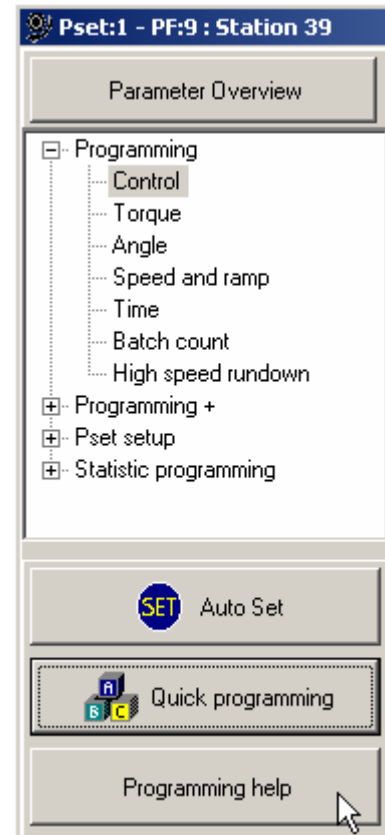 Pset:1 - PF:9 : Station 39
Parameter Overview
Programming
Control
Torque
Angle
Speed and ramp
Time
Batch count
High speed rundown
Programming +
Pset setup
Statistic programming
SET Auto Set
A B C Quick programming
Programming help